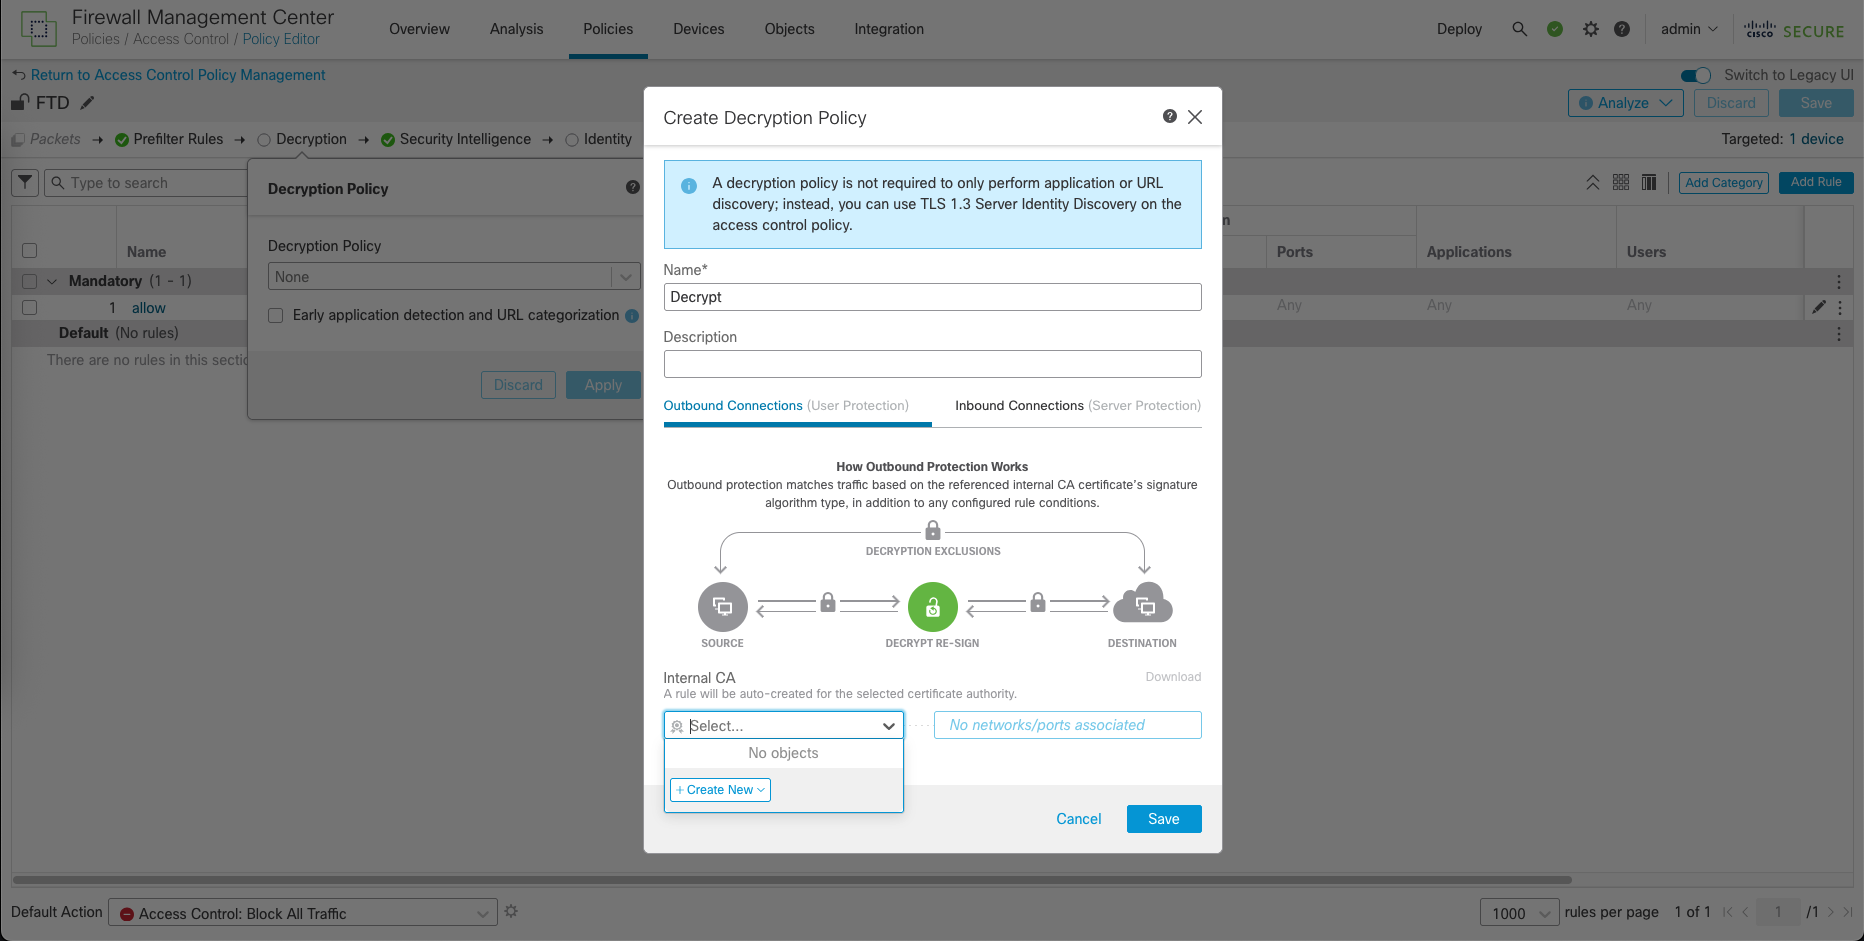 Firewall Management Center
Policies / Access Control / Policy Editor
Overview
Analysis
Policies
Devices
Objects
Integration
Deploy
admin
CISCO SECURE
Return to Access Control Policy Management
Switch to Legacy UI
FTD
Analyze
Discard
Save
Packets
Prefilter Rules
Decryption
Security Intelligence
Identity
Targeted: 1 device
Type to search
Add Category
Add Rule
Name
n
Ports
Applications
Users
Mandatory (1 - 1)
1 allow
Any
Any
Any
Default (No rules)
There are no rules in this sectio
Decryption Policy
Decryption Policy
None
Early application detection and URL categorization
Discard
Apply
Create Decryption Policy
A decryption policy is not required to only perform application or URL
discovery; instead, you can use TLS 1.3 Server Identity Discovery on the
access control policy.
Name*
Decrypt
Description
Outbound Connections (User Protection)
Inbound Connections (Server Protection)
How Outbound Protection Works
Outbound protection matches traffic based on the referenced internal CA certificate's signature
algorithm type, in addition to any configured rule conditions.
DECRYPTION EXCLUSIONS
SOURCE
DECRYPT RE-SIGN
DESTINATION
Internal CA
Download
A rule will be auto-created for the selected certificate authority.
Select...
No networks/ports associated
No objects
+ Create New
Cancel
Save
Default Action
Access Control: Block All Traffic
1000
rules per page
1 of 1
1
/1